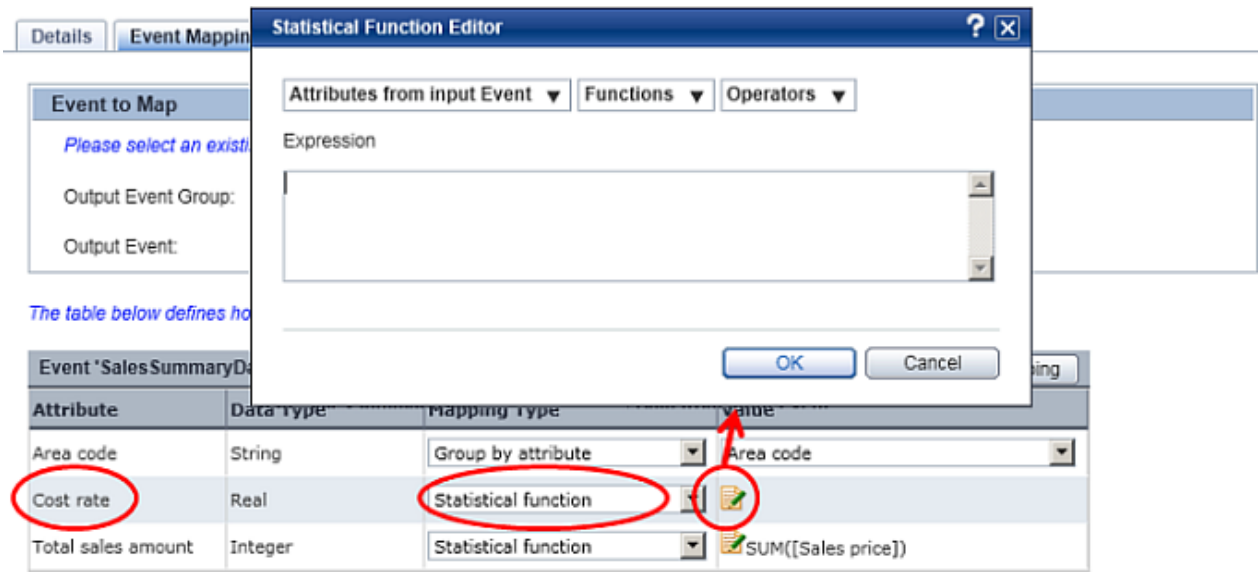 Details
Event Mappin
Statistical Function Editor
?
Attributes from input Event
Functions
Operators
Event to Map
Please select an existi
Expression
Output Event Group:
Output Event:
The table below defines ho
OK
Cancel
Event 'SalesSummaryDa
ping
Attribute
Data Type
Mapping Type
Value
Area code
String
Group by attribute
Area code
Cost rate
Real
Statistical function
Total sales amount
Integer
Statistical function
SUM([Sales price])